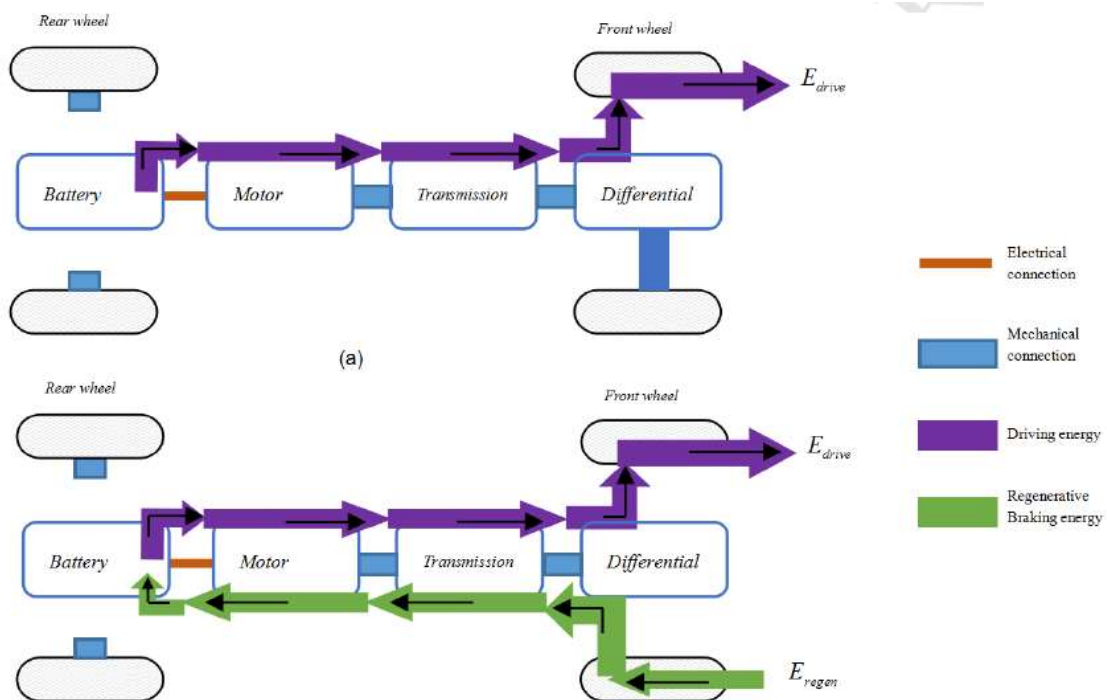 Rear wheel
Front wheel
E_drive
Battery
Motor
Transmission
Differential
Electrical
connection
(a)
Mechanical
connection
Rear wheel
Front wheel
Driving energy
E_drive
Regenerative
Braking energy
Battery
Motor
Transmission
Differential
E_regen